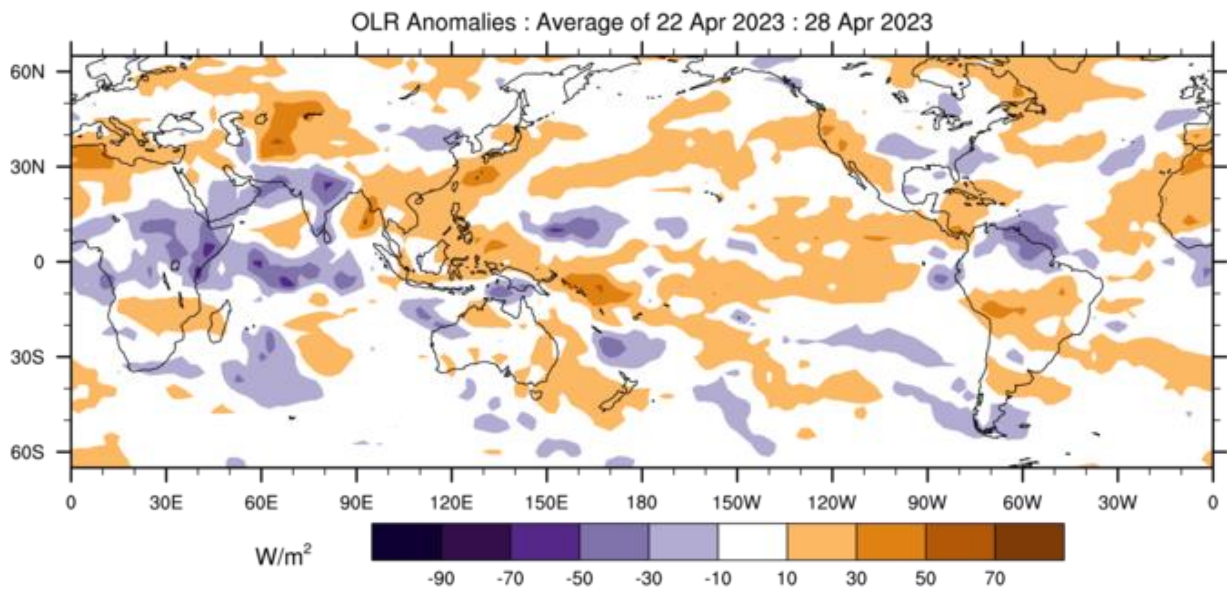 OLR Anomalies : Average of 22 Apr 2023 : 28 Apr 2023
60N
30N
0
30S
60S
0 30E 60E 90E 120E 150E 180 150W 120W 90W 60W 30W 0
W/m²
-90 -70 -50 -30 -10 10 30 50 70